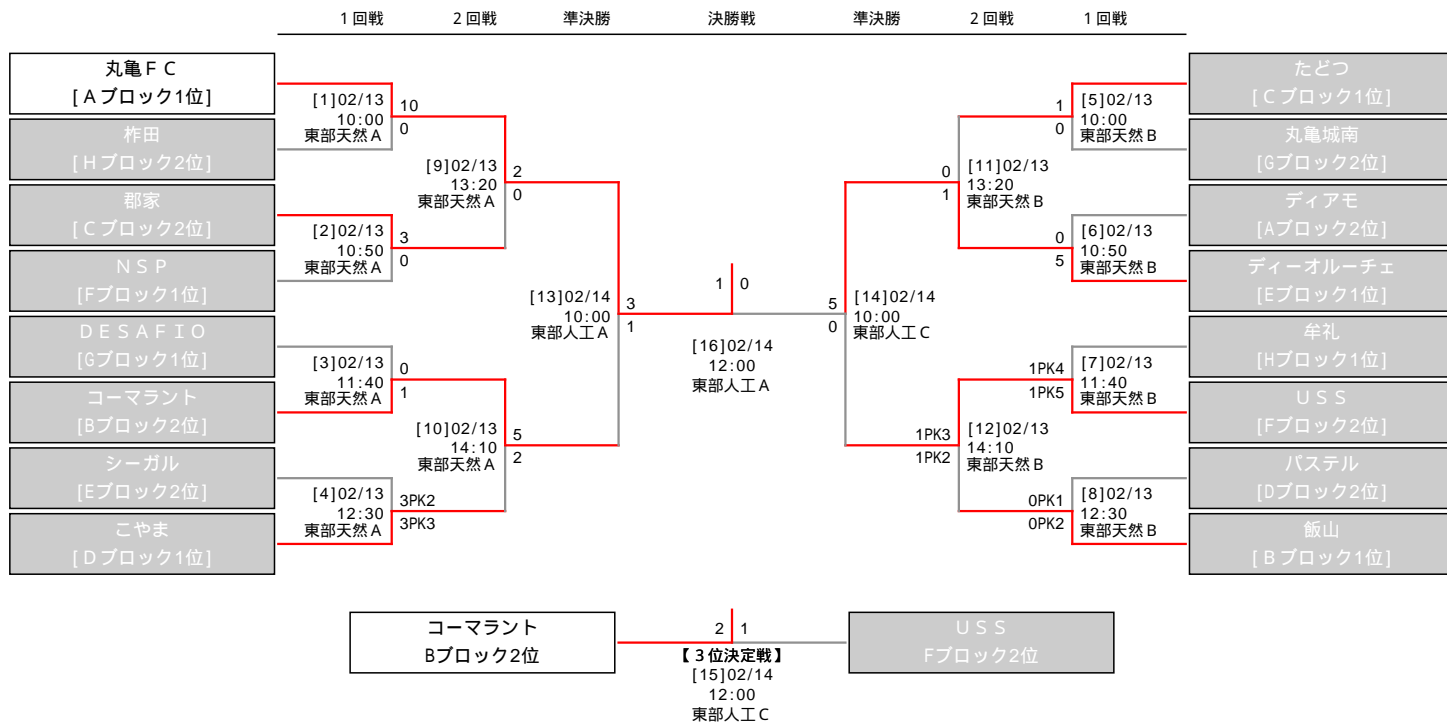 １回戦 ２回戦 準決勝 決勝戦 準決勝 ２回戦 １回戦
丸亀ＦＣ
[Ａブロック1位]
柞田
[Ｈブロック2位]
郡家
[Ｃブロック2位]
ＮＳＰ
[Fブロック1位]
ＤＥＳＡＦＩＯ
[Gブロック1位]
コーマラント
[Bブロック2位]
シーガル
[Eブロック2位]
こやま
[Ｄブロック1位]
[1]02/13
10:00
東部天然Ａ
10
0
[2]02/13
10:50
東部天然Ａ
3
0
[3]02/13
11:40
東部天然Ａ
0
1
[4]02/13
12:30
東部天然Ａ
3PK2
3PK3
[9]02/13
13:20
東部天然Ａ
2
0
[10]02/13
14:10
東部天然Ａ
5
2
[13]02/14
10:00
東部人工Ａ
3
1
1 0
[16]02/14
12:00
東部人工Ａ
5
0
[14]02/14
10:00
東部人工Ｃ
0
1
[11]02/13
13:20
東部天然Ｂ
1PK3
1PK2
[12]02/13
14:10
東部天然Ｂ
1
0
[5]02/13
10:00
東部天然Ｂ
0
5
[6]02/13
10:50
東部天然Ｂ
1PK4
1PK5
[7]02/13
11:40
東部天然Ｂ
0PK1
0PK2
[8]02/13
12:30
東部天然Ｂ
たどつ
[Ｃブロック1位]
丸亀城南
[Gブロック2位]
ディアモ
[Aブロック2位]
ディーオルーチェ
[Eブロック1位]
牟礼
[Hブロック1位]
ＵＳＳ
[Fブロック2位]
パステル
[Dブロック2位]
飯山
[Ｂブロック1位]
コーマラント
Bブロック2位
2 1
【３位決定戦】
[15]02/14
12:00
東部人工Ｃ
ＵＳＳ
Fブロック2位